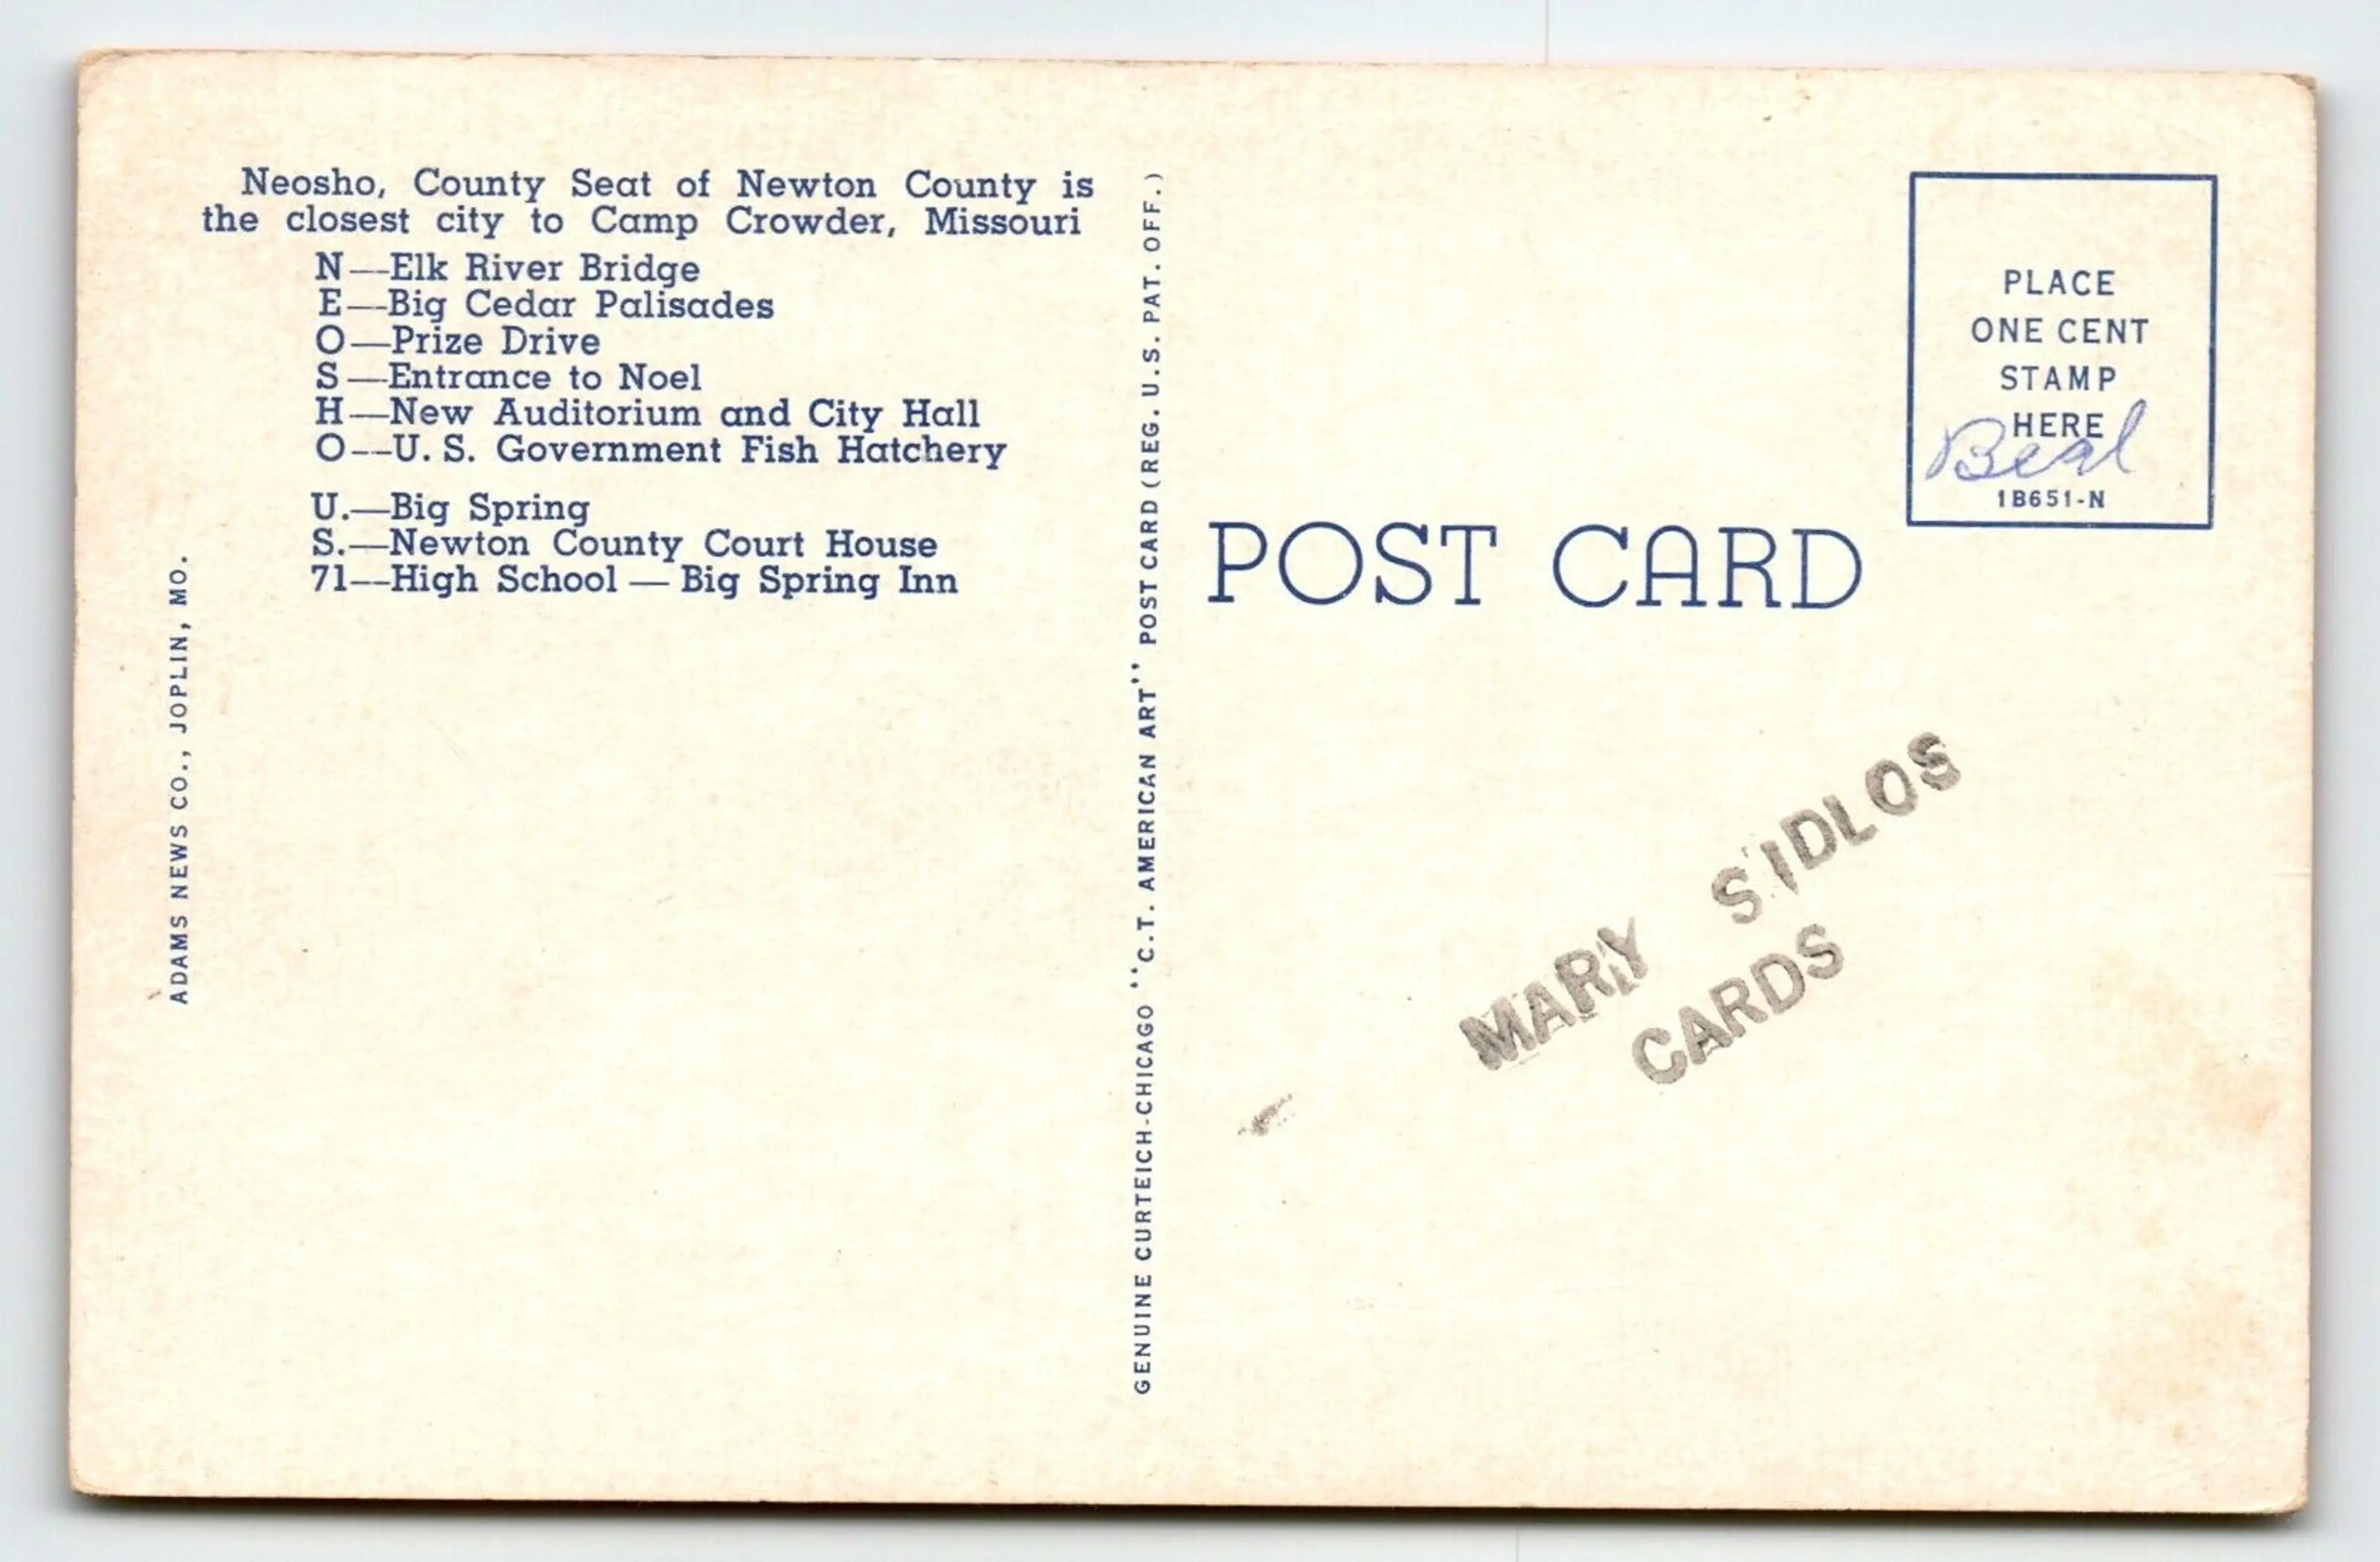 Neosho, County Seat of Newton County is
the closest city to Camp Crowder, Missouri
N—Elk River Bridge
E—Big Cedar Palisades
O—Prize Drive
S—Entrance to Noel
H—New Auditorium and City Hall
O—U. S. Government Fish Hatchery
U.—Big Spring
S.—Newton County Court House
71—High School — Big Spring Inn
ADAMS NEWS CO., JOPLIN, MO.
GENUINE CURTEICH-CHICAGO "C.T. AMERICAN ART" POST CARD (REG. U.S. PAT. OFF.)
POST CARD
PLACE
ONE CENT
STAMP
HERE
1B651-N
MARY SIDLOS
CARDS